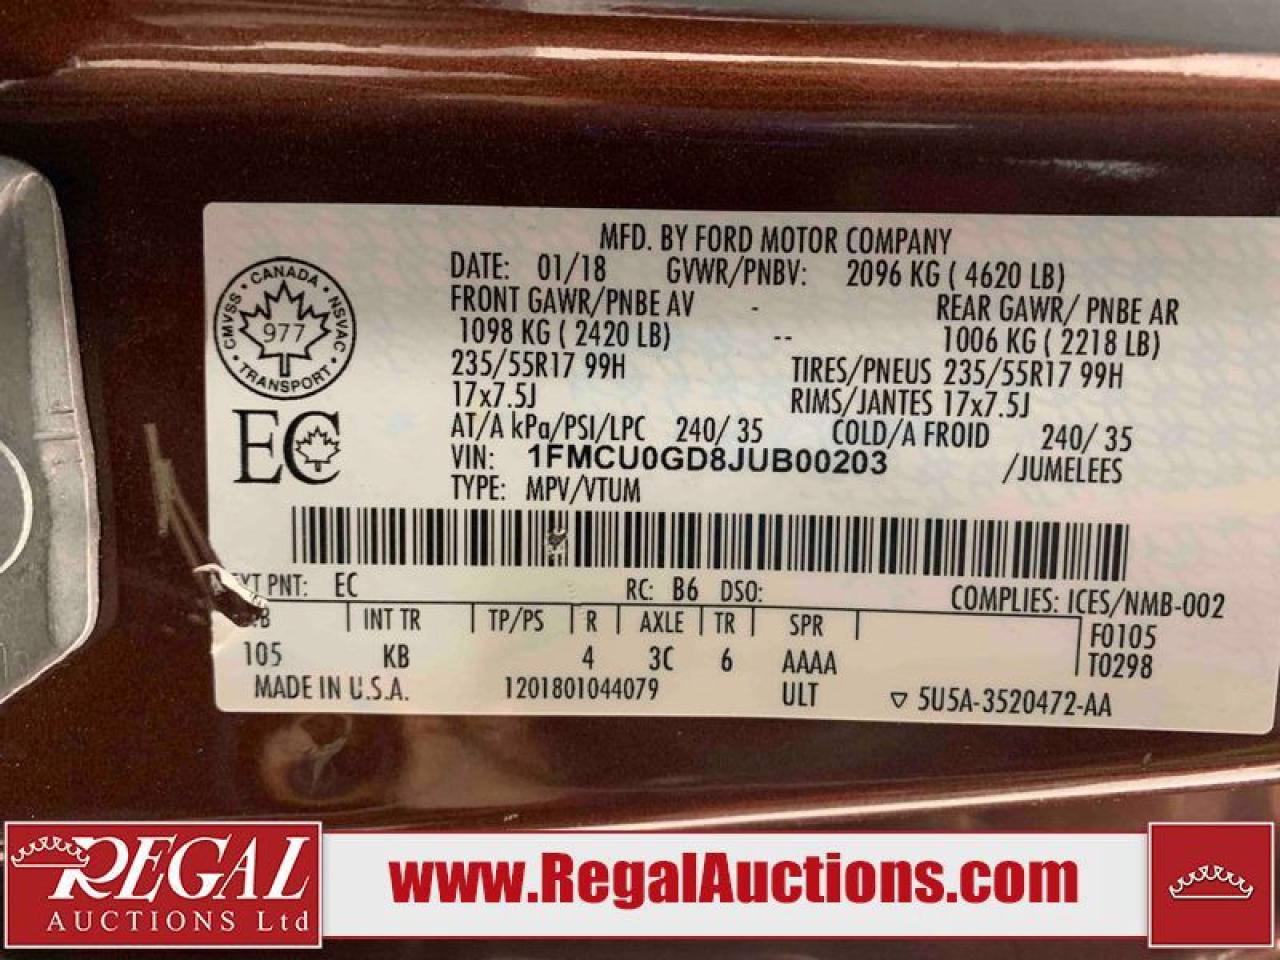 MFD. BY FORD MOTOR COMPANY
DATE: 01/18 GVWR/PNBV: 2096 KG ( 4620 LB)
FRONT GAWR/PNBE AV - REAR GAWR/ PNBE AR
1098 KG ( 2420 LB) -- 1006 KG ( 2218 LB)
235/55R17 99H TIRES/PNEUS 235/55R17 99H
17x7.5J RIMS/JANTES 17x7.5J
AT/A kPa/PSI/LPC 240/ 35 COLD/A FROID 240/ 35
VIN: 1FMCU0GD8JUB00203 /JUMELEES
TYPE: MPV/VTUM
CANADA
CMVSS
NSVAC
977
TRANSPORT
EC
PNT: EC RC: B6 DSO: COMPLIES: ICES/NMB-002
INT TR TP/PS R AXLE TR SPR F0105
105 KB 4 3C 6 AAAA T0298
MADE IN U.S.A. 1201801044079 ULT ▽ 5U5A-3520472-AA
REGAL
AUCTIONS Ltd
www.RegalAuctions.com